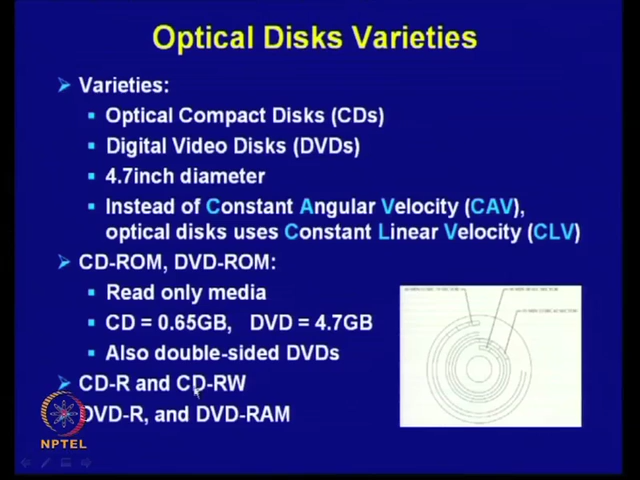 Optical Disks Varieties
Varieties:
Optical Compact Disks (CDs)
Digital Video Disks (DVDs)
4.7inch diameter
Instead of Constant Angular Velocity (CAV),
optical disks uses Constant Linear Velocity (CLV)
CD-ROM, DVD-ROM:
Read only media
CD = 0.65GB, DVD = 4.7GB
Also double-sided DVDs
CD-R and CD-RW
DVD-R, and DVD-RAM
NPTEL